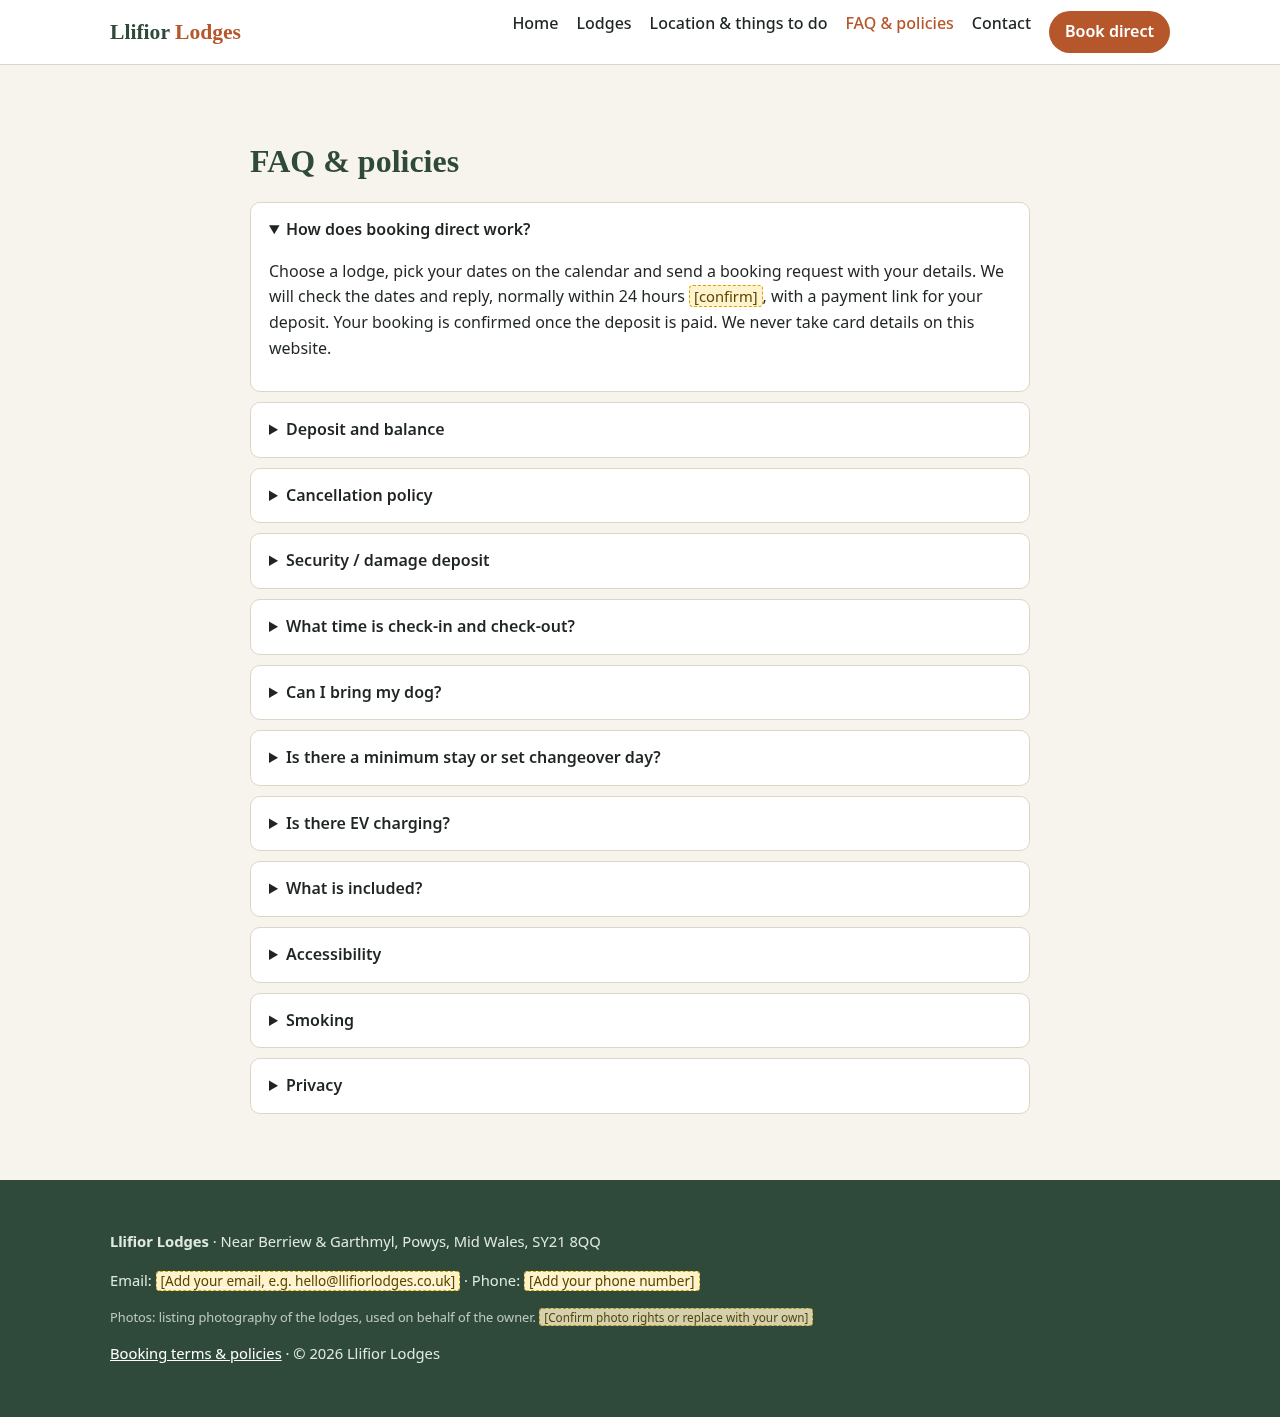 Llifior Lodges
Home Lodges Location & things to do FAQ & policies Contact Book direct
FAQ & policies
How does booking direct work?
Choose a lodge, pick your dates on the calendar and send a booking request with your details. We
will check the dates and reply, normally within 24 hours [confirm], with a payment link for your
deposit. Your booking is confirmed once the deposit is paid. We never take card details on this
website.
Deposit and balance
Cancellation policy
Security / damage deposit
What time is check-in and check-out?
Can I bring my dog?
Is there a minimum stay or set changeover day?
Is there EV charging?
What is included?
Accessibility
Smoking
Privacy
Llifior Lodges · Near Berriew & Garthmyl, Powys, Mid Wales, SY21 8QQ
Email: [Add your email, e.g. hello@llifiorlodges.co.uk] · Phone: [Add your phone number]
Photos: listing photography of the lodges, used on behalf of the owner. [Confirm photo rights or replace with your own]
Booking terms & policies · © 2026 Llifior Lodges